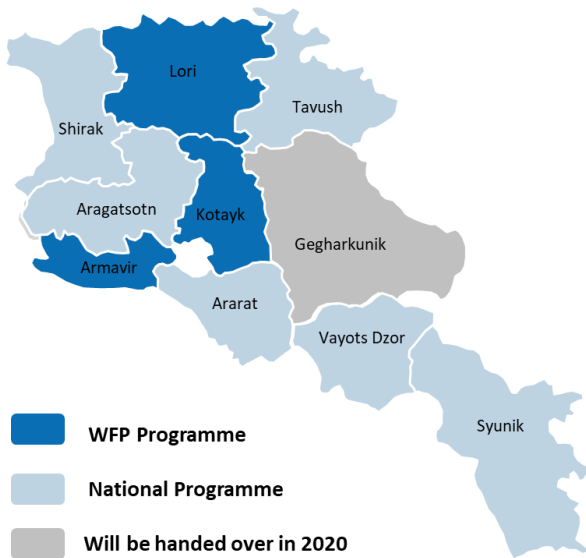 Lori
Tavush
Shirak
Aragatsotn
Kotayk
Gegharkunik
Armavir
Ararat
Vayots Dzor
Syunik
WFP Programme
National Programme
Will be handed over in 2020